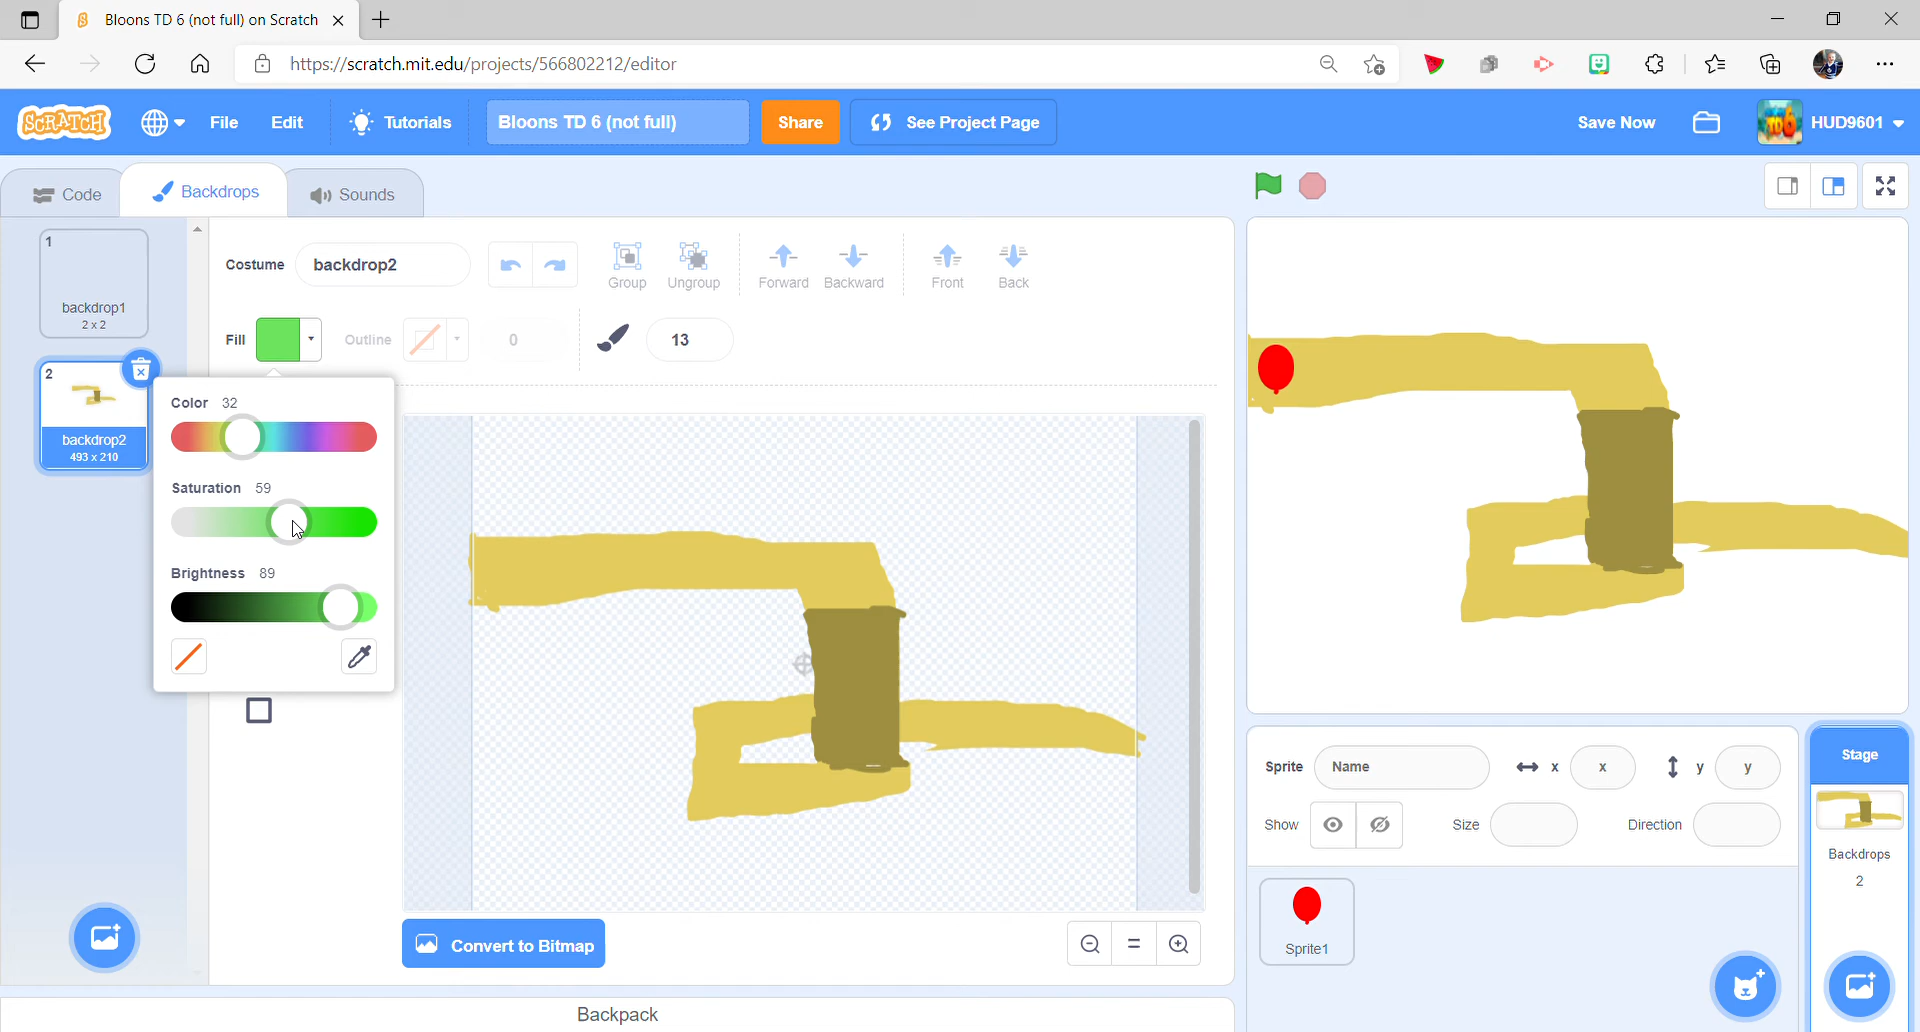 Bloons TD 6 (not full) on Scratch
https://scratch.mit.edu/projects/566802212/editor
SCRATCH
File
Edit
Tutorials
Bloons TD 6 (not full)
Share
See Project Page
Save Now
TD6
HUD9601
Code
Backdrops
Sounds
1
backdrop1
2 x 2
2
backdrop2
493 x 210
Costume
backdrop2
Group
Ungroup
Forward
Backward
Front
Back
Fill
Outline
0
13
Color 32
Saturation 59
Brightness 89
Convert to Bitmap
Backpack
Sprite
Name
x
x
y
y
Show
Size
Direction
Sprite1
Stage
Backdrops
2